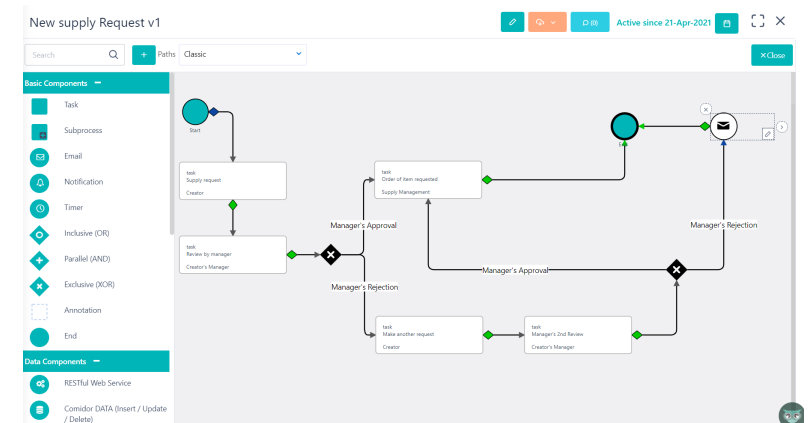 New supply Request v1
(0)
Active since 21-Apr-2021
Search
Paths
Classic
×Close
Basic Components
Task
Subprocess
Email
Notification
Timer
Inclusive (OR)
Parallel (AND)
Exclusive (XOR)
Annotation
End
Data Components
RESTful Web Service
Comidor DATA (Insert / Update
/ Delete)
Start
task
Supply request
Creator
task
Review by manager
Creator's Manager
Manager's Approval
Manager's Rejection
task
Order of item requested
Supply Management
task
Make another request
Creator
task
Manager's 2nd Review
Creator's Manager
Manager's Approval
Manager's Rejection